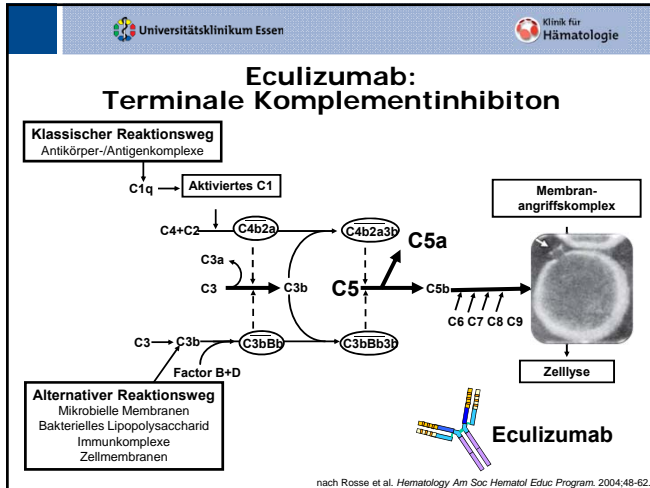 Universitätsklinikum Essen
Klinik für
Hämatologie
Eculizumab:
Terminale Komplementinhibiton
Klassischer Reaktionsweg
Antikörper-/Antigenkomplexe
C1q
Aktiviertes C1
C4+C2
C4b2a
C4b2a3b
C5a
C3a
C3
C3b
C5
C5b
C6 C7 C8 C9
C3
C3b
C3bBb
C3bBb3b
Factor B+D
Membran-
angriffskomplex
Zelllyse
Alternativer Reaktionsweg
Mikrobielle Membranen
Bakterielles Lipopolysaccharid
Immunkomplexe
Zellmembranen
Eculizumab
nach Rosse et al. Hematology Am Soc Hematol Educ Program. 2004;48-62.